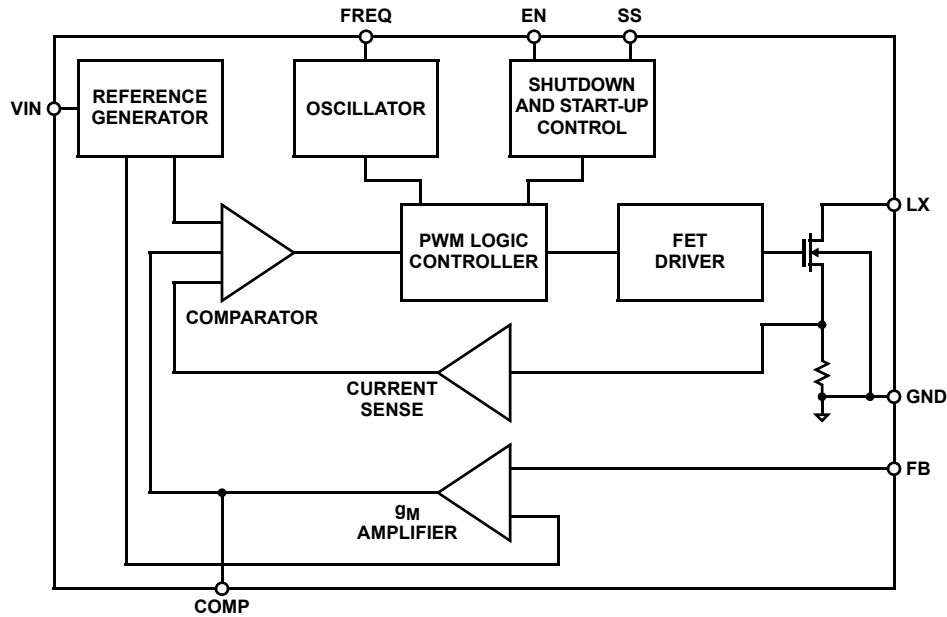 FREQ
EN
SS
VIN
REFERENCE
GENERATOR
OSCILLATOR
SHUTDOWN
AND START-UP
CONTROL
LX
PWM LOGIC
CONTROLLER
FET
DRIVER
COMPARATOR
CURRENT
SENSE
GND
FB
gM
AMPLIFIER
COMP